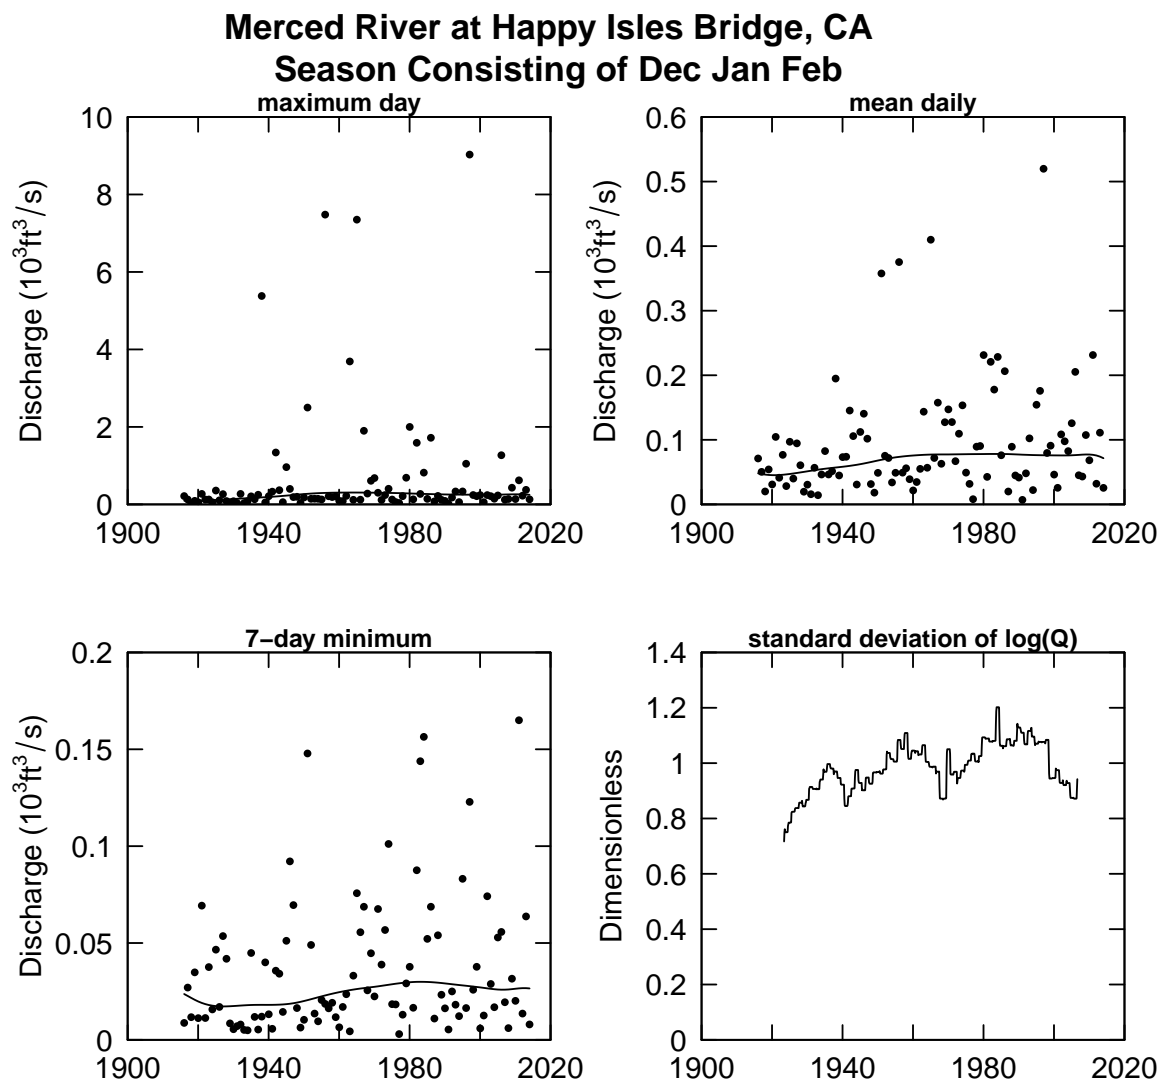 Merced River at Happy Isles Bridge, CA
Season Consisting of Dec Jan Feb
maximum day
Discharge (10³ft³/s)
10
8
6
4
2
0
1900 1940 1980 2020
mean daily
Discharge (10³ft³/s)
0.6
0.5
0.4
0.3
0.2
0.1
0
1900 1940 1980 2020
7−day minimum
Discharge (10³ft³/s)
0.2
0.15
0.1
0.05
0
1900 1940 1980 2020
standard deviation of log(Q)
Dimensionless
1.4
1.2
1
0.8
0.6
0.4
0.2
0
1900 1940 1980 2020